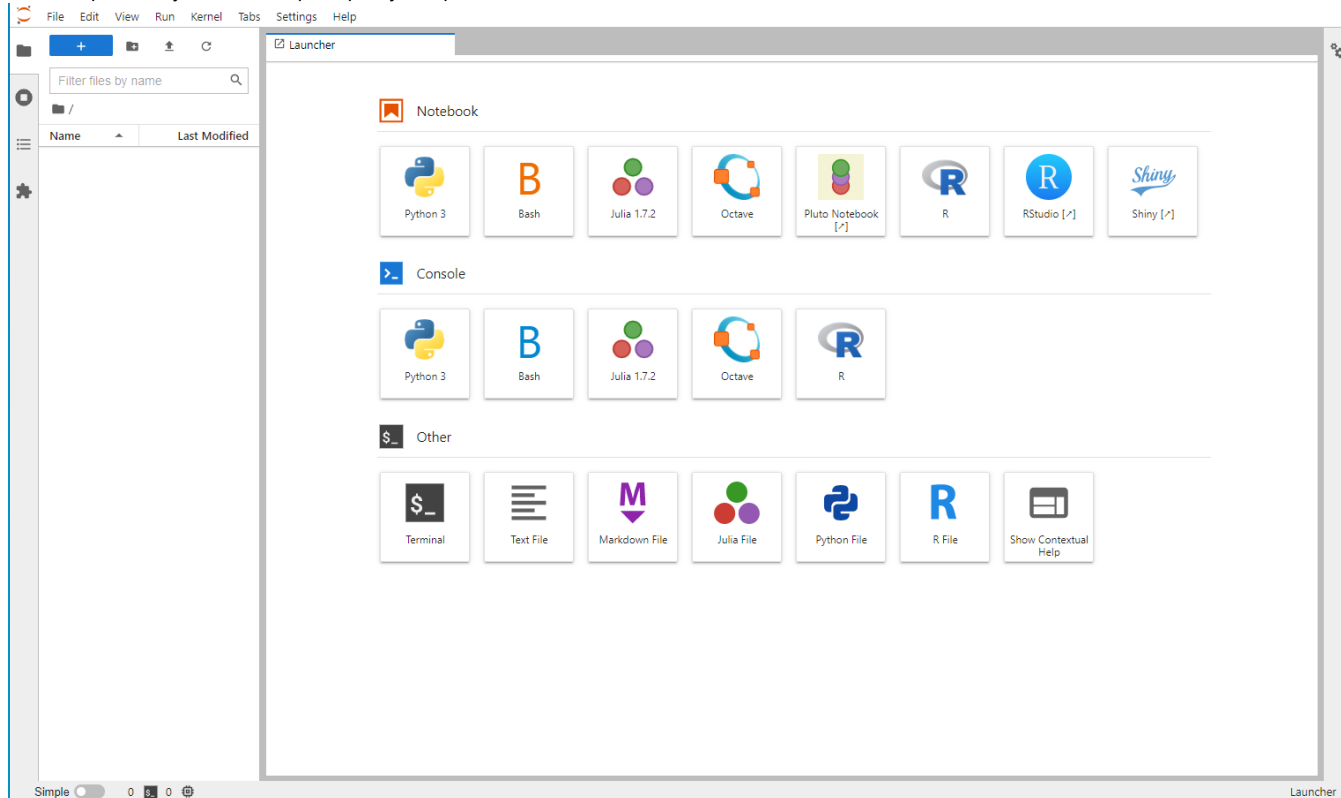 File Edit View Run Kernel Tabs Settings Help
+
Filter files by name
/
Name Last Modified
Launcher
Notebook
Python 3
B
Bash
Julia 1.7.2
Octave
Pluto Notebook
[↗]
R
R
R
RStudio [↗]
Shiny
Shiny [↗]
>_ Console
Python 3
B
Bash
Julia 1.7.2
Octave
R
R
$_ Other
$_
Terminal
Text File
M
Markdown File
Julia File
Python File
R
R File
Show Contextual
Help
Simple 0 $_ 0
Launcher